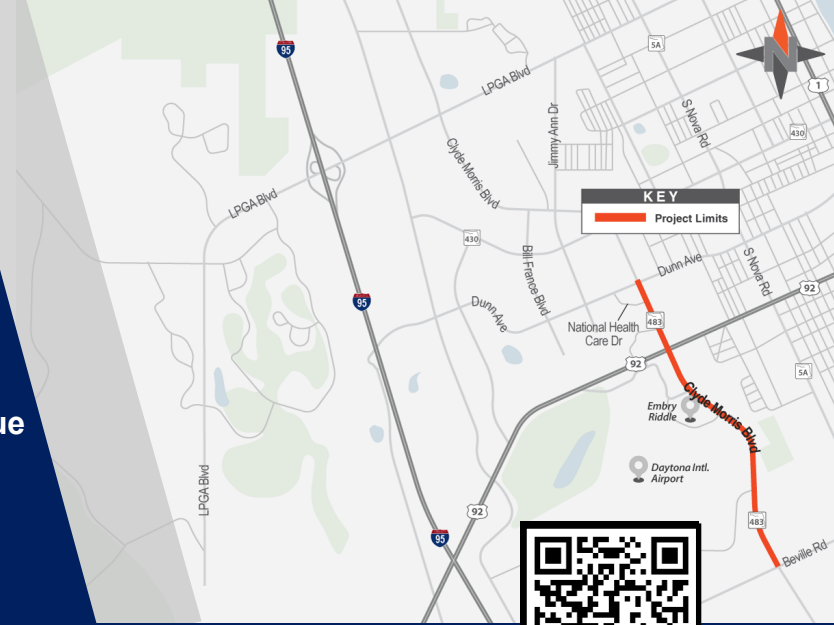 95
5A
LPGA Blvd
1
S Nova Rd
430
Jimmy Ann Dr
Clyde Morris Blvd
KEY
Project Limits
LPGA Blvd
430
Bill France Blvd
Dunn Ave
S Nova Rd
92
95
Dunn Ave
483
National Health
Care Dr
92
5A
Clyde Morris Blvd
Embry
Riddle
ue
Daytona Intl.
Airport
LPGA Blvd
92
483
95
Beville Rd